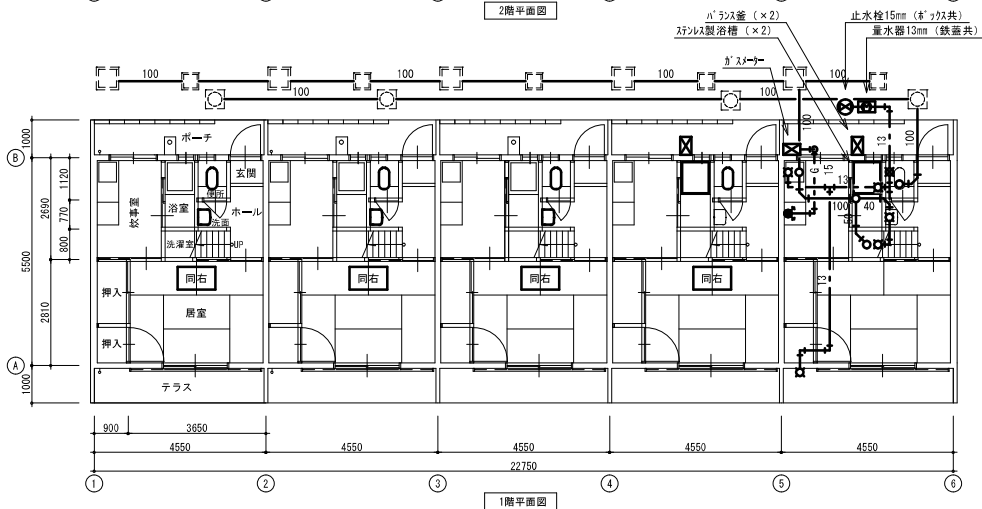 2階平面図
バランス釜 (×2)
止水栓15mm (ボックス共)
ステンレス製浴槽 (×2)
量水器13mm (鉄蓋共)
ガスメーター
100
100
100
100
100
100
100
100
100
13
ポーチ
玄関
便所
浴室
ホール
炊事室
洗面
洗濯室
UP
G
15
13
100
40
50
13
同右
同右
同右
同右
押入
居室
押入
テラス
1000
B
1120
2690
770
800
5500
2810
A
1000
900
3650
4550
4550
4550
4550
4550
22750
1
2
3
4
5
6
1階平面図